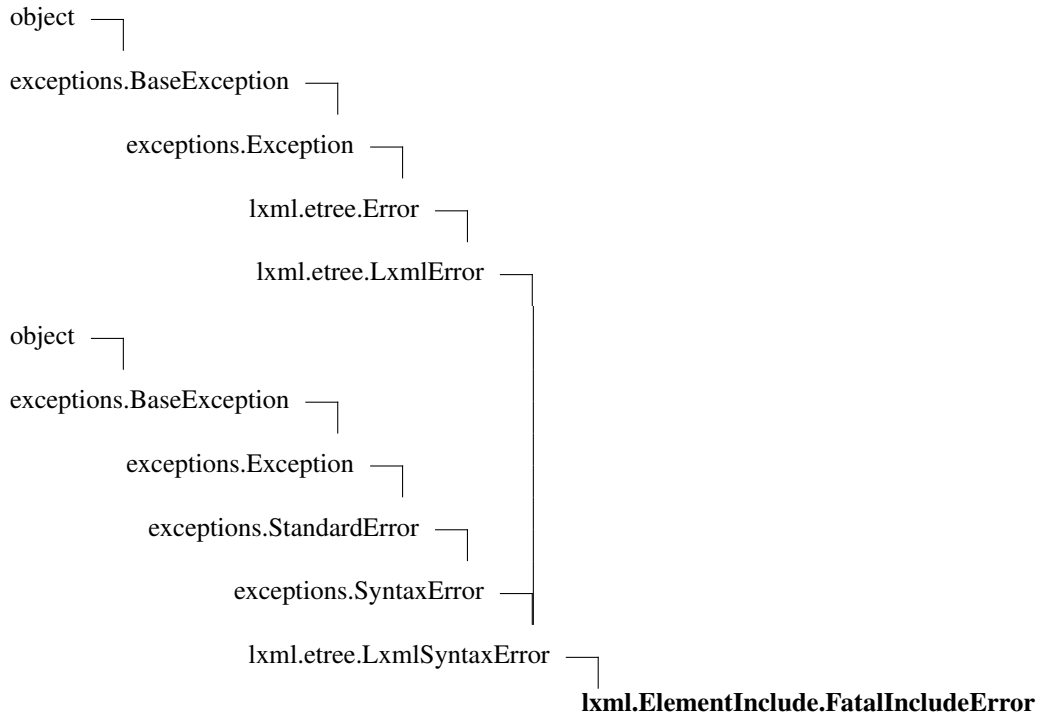 object
exceptions.BaseException
exceptions.Exception
lxml.etree.Error
lxml.etree.LxmlError
object
exceptions.BaseException
exceptions.Exception
exceptions.StandardError
exceptions.SyntaxError
lxml.etree.LxmlSyntaxError
lxml.ElementInclude.FatalIncludeError